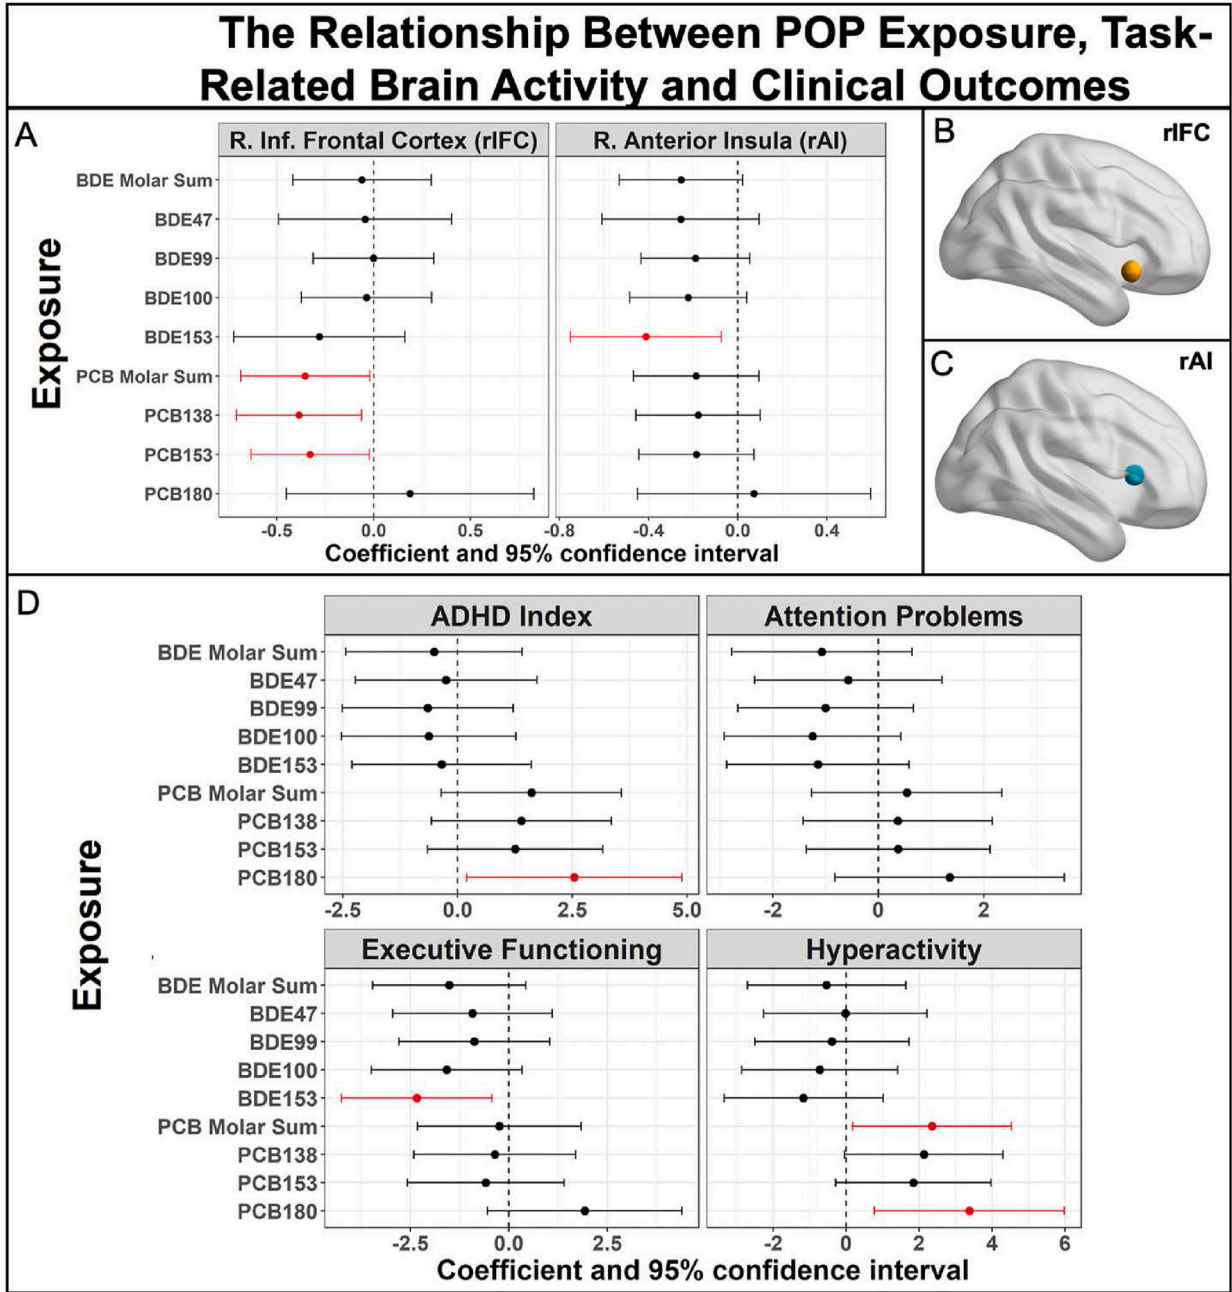 The Relationship Between POP Exposure, Task-
Related Brain Activity and Clinical Outcomes
A
R. Inf. Frontal Cortex (rIFC)
R. Anterior Insula (rAI)
Exposure
BDE Molar Sum
BDE47
BDE99
BDE100
BDE153
PCB Molar Sum
PCB138
PCB153
PCB180
-0.5 0.0 0.5
-0.8 -0.4 0.0 0.4
Coefficient and 95% confidence interval
B
rIFC
C
rAI
D
ADHD Index
Attention Problems
Exposure
BDE Molar Sum
BDE47
BDE99
BDE100
BDE153
PCB Molar Sum
PCB138
PCB153
PCB180
-2.5 0.0 2.5 5.0
-2 0 2
Executive Functioning
Hyperactivity
BDE Molar Sum
BDE47
BDE99
BDE100
BDE153
PCB Molar Sum
PCB138
PCB153
PCB180
-2.5 0.0 2.5
-2 0 2 4 6
Coefficient and 95% confidence interval